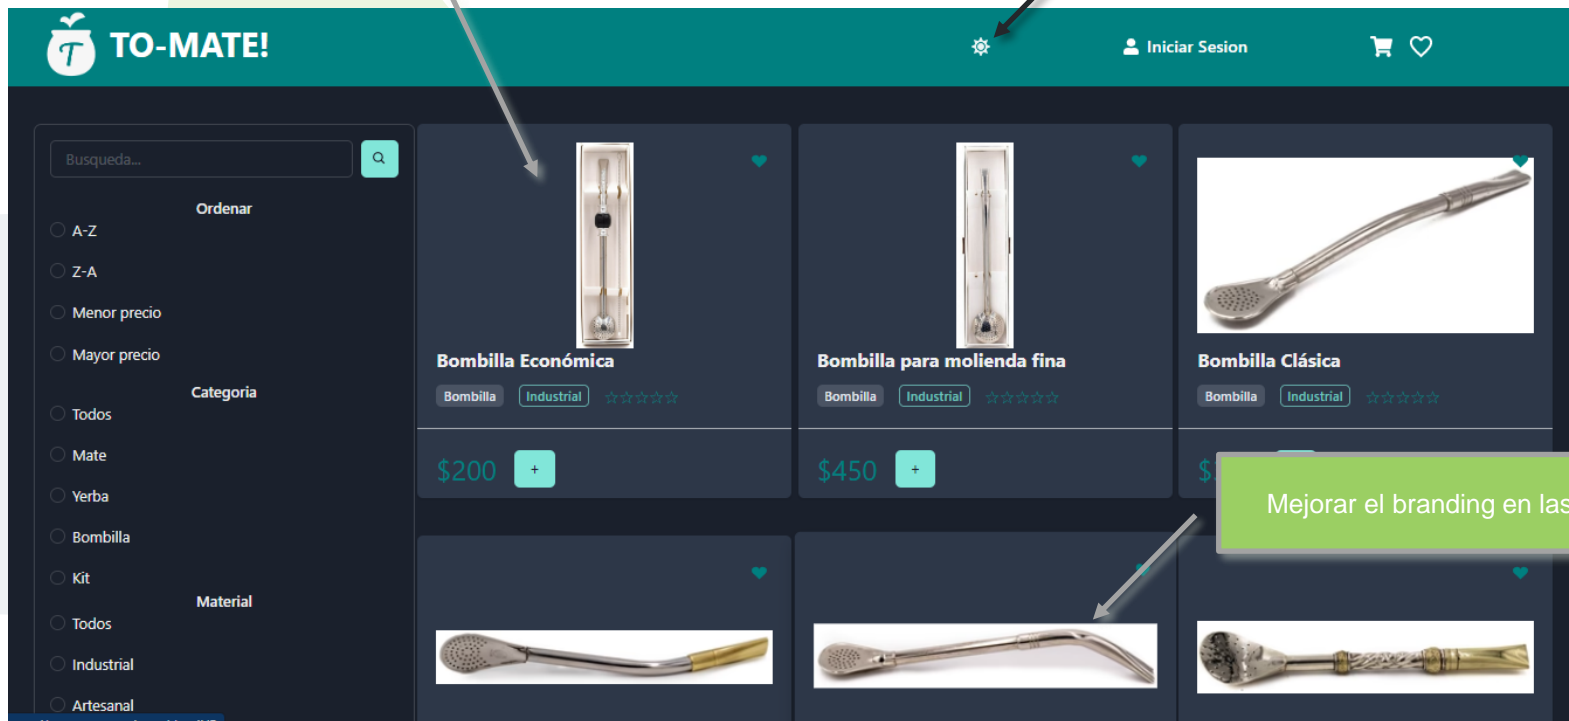 T TO-MATE!
Iniciar Sesion
Busqueda...
Ordenar
A-Z
Z-A
Menor precio
Mayor precio
Categoria
Todos
Mate
Yerba
Bombilla
Kit
Material
Todos
Industrial
Artesanal
Bombilla Económica
Bombilla Industrial
$200 +
Bombilla para molienda fina
Bombilla Industrial
$450 +
Bombilla Clásica
Bombilla Industrial
Mejorar el branding en las